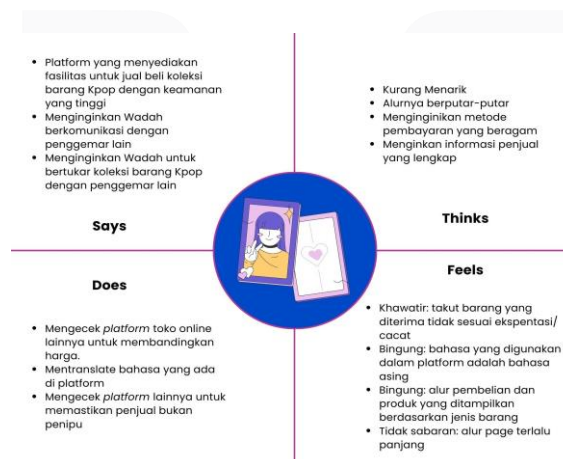 Platform yang menyediakan
fasilitas untuk jual beli koleksi
barang Kpop dengan keamanan
yang tinggi
Menginginkan Wadah
berkomunikasi dengan
penggemar lain
Menginginkan Wadah untuk
bertukar koleksi barang Kpop
dengan penggemar lain
Says
Kurang Menarik
Alurnya berputar-putar
Menginginikan metode
pembayaran yang beragam
Menginkan informasi penjual
yang lengkap
Thinks
Does
Mengecek platform toko online
lainnya untuk membandingkan
harga.
Mentranslate bahasa yang ada
di platform
Mengecek platform lainnya untuk
memastikan penjual bukan
penipu
Feels
Khawatir: takut barang yang
diterima tidak sesuai ekspentasi/
cacat
Bingung: bahasa yang digunakan
dalam platform adalah bahasa
asing
Bingung: alur pembelian dan
produk yang ditampilkan
berdasarkan jenis barang
Tidak sabaran: alur page terlalu
panjang